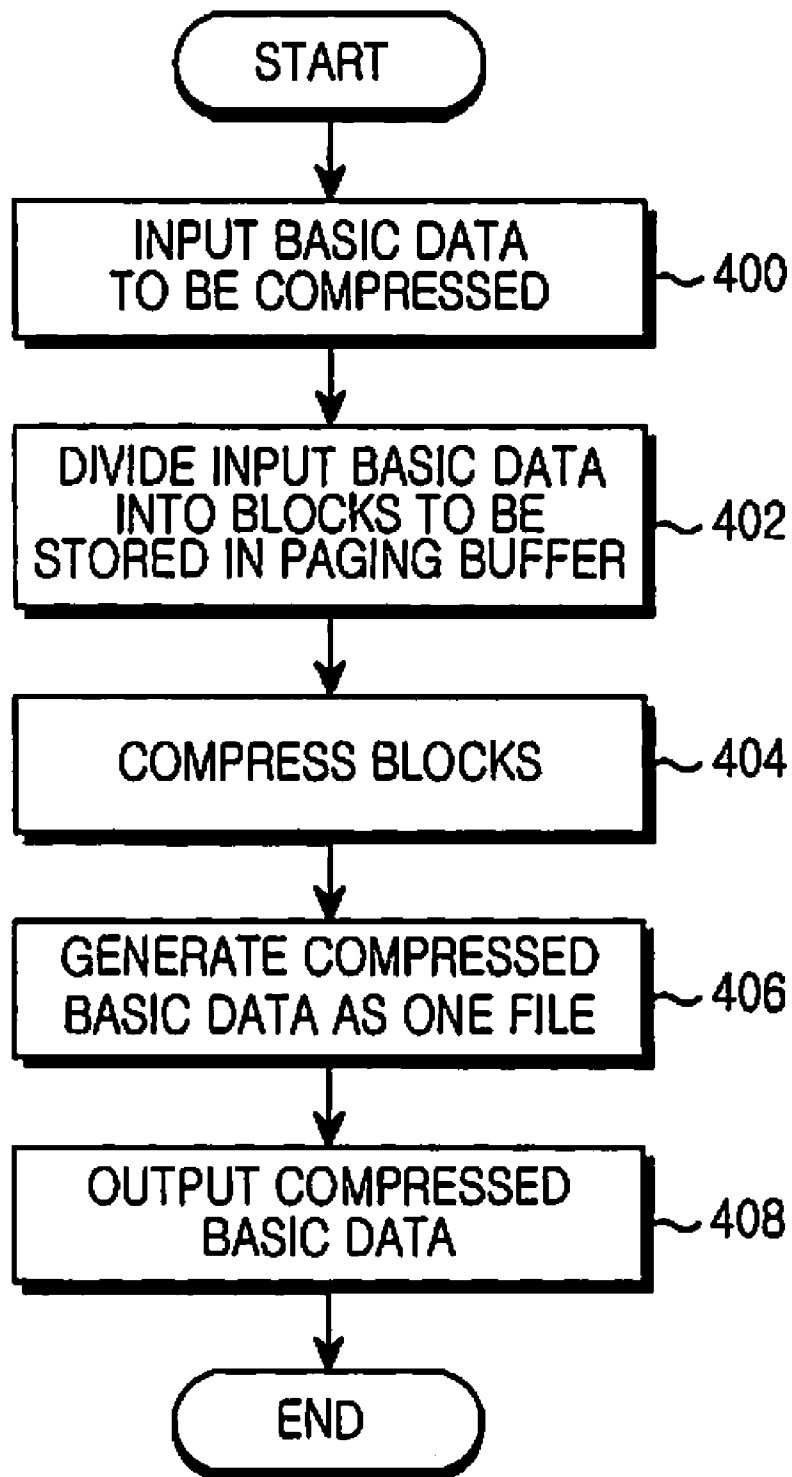 START
INPUT BASIC DATA
TO BE COMPRESSED
400
DIVIDE INPUT BASIC DATA
INTO BLOCKS TO BE
STORED IN PAGING BUFFER
402
COMPRESS BLOCKS
404
GENERATE COMPRESSED
BASIC DATA AS ONE FILE
406
OUTPUT COMPRESSED
BASIC DATA
408
END